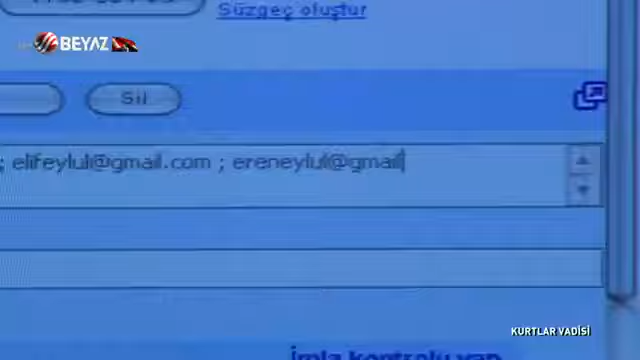 Süzgeç oluştur
BEYAZ
Sil
; elifeylul@gmail.com ; ereneylul@gmail
KURTLAR VADİSİ
İmla kontrolü yap